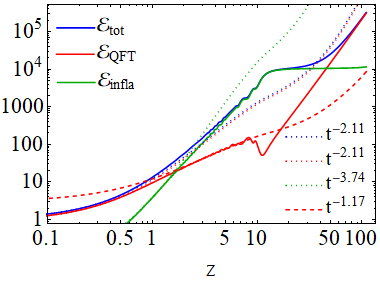 10⁵
10⁴
1000
100
10
1
ℰtot
ℰQFT
ℰinfla
t⁻²·¹¹
t⁻²·¹¹
t⁻³·⁷⁴
t⁻¹·¹⁷
0.1 0.5 1 5 10 50 100
z